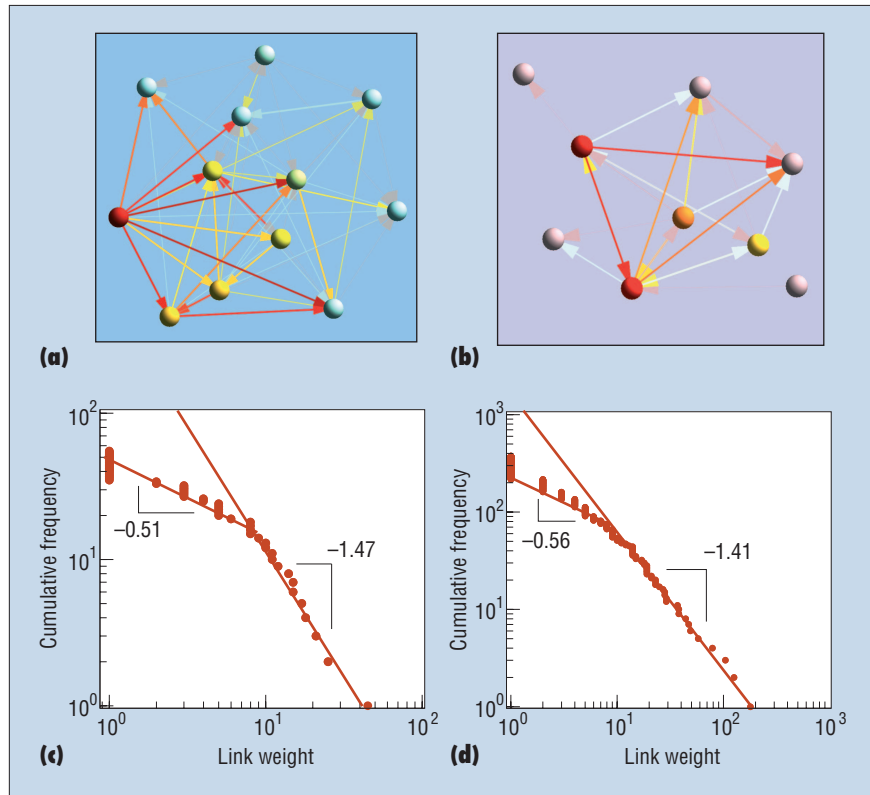 (a)
(b)
10²
10¹
10⁰
Cumulative frequency
–0.51
–1.47
10⁰
10¹
10²
Link weight
(c)
10³
10²
10¹
10⁰
Cumulative frequency
–0.56
–1.41
10⁰
10¹
10²
10³
Link weight
(d)